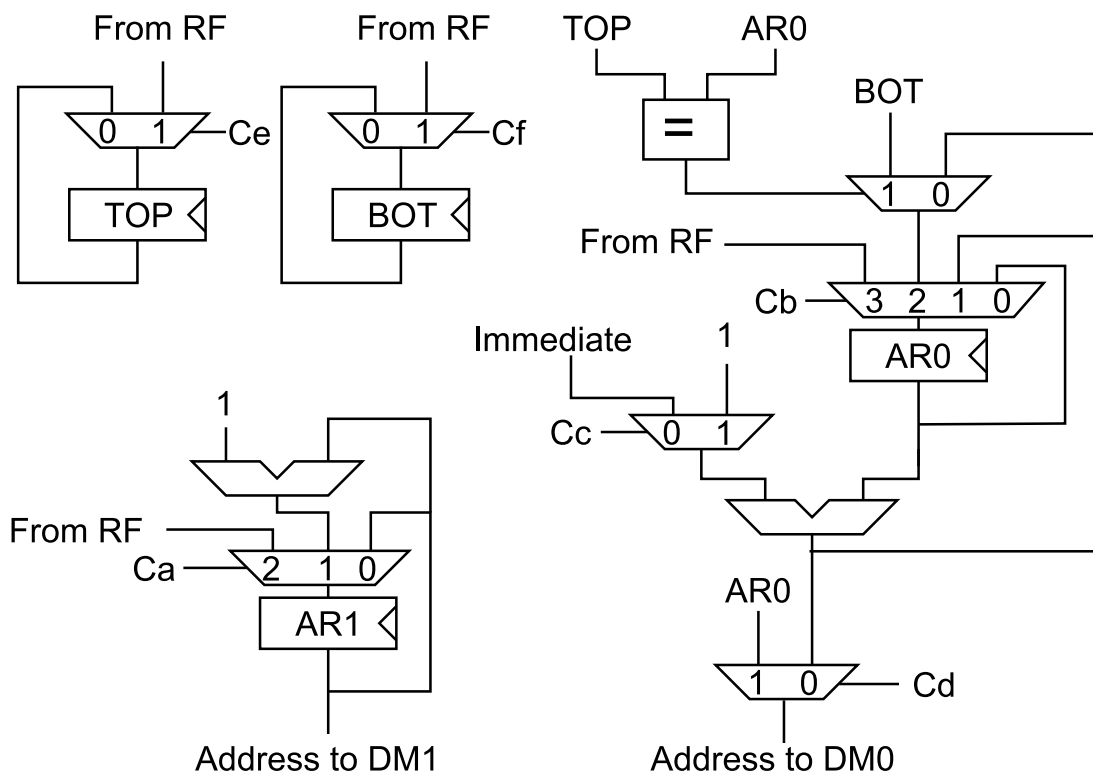 From RF
From RF
TOP
AR0
0 1
Ce
0 1
Cf
=
BOT
1 0
TOP
BOT
From RF
Cb
3 2 1 0
AR0
Immediate
1
Cc
0 1
1
From RF
Ca
2 1 0
AR1
AR0
1 0
Cd
Address to DM1
Address to DM0